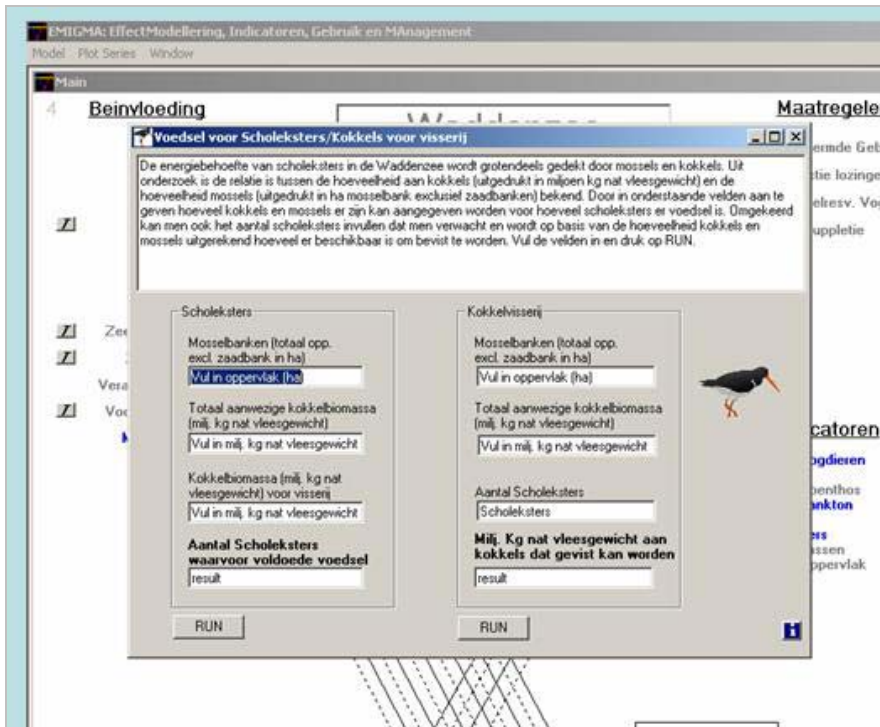 EMIGMA: EffectModellering, Indicatoren, Gebruik en MAnagement
Model Plot Series Window
Main
4 Beinvloeding
Maatregele
Voedsel voor Scholeksters/Kokkels voor visserij
De energiebehoefte van scholeksters in de Waddenzee wordt grotendeels gedekt door mossels en kokkels. Uit
onderzoek is de relatie is tussen de hoeveelheid aan kokkels (uitgedrukt in miljoen kg nat vleesgewicht) en de
hoeveelheid mossels (uitgedrukt in ha mosselbank exclusief zaadbanken) bekend. Door in onderstaande velden aan te
geven hoeveel kokkels en mossels er zijn kan aangegeven worden voor hoeveel scholeksters er voedsel is. Omgekeerd
kan men ook het aantal scholeksters invullen dat men verwacht en wordt op basis van de hoeveelheid kokkels en
mossels uitgerekend hoeveel er beschikbaar is om bevist te worden. Vul de velden in en druk op RUN.
ermde Geb
tie lozinge
elresv. Vog
uppletie
Scholeksters
Mosselbanken (totaal opp.
excl. zaadbank in ha)
Vul in oppervlak (ha)
Totaal aanwezige kokkelbiomassa
(milj. kg nat vleesgewicht)
Vul in milj. kg nat vleesgewicht
Kokkelbiomassa (milj. kg nat
vleesgewicht) voor visserij
Vul in milj. kg nat vleesgewicht
Aantal Scholeksters
waarvoor voldoede voedsel
result
RUN
Kokkelvisserij
Mosselbanken (totaal opp.
excl. zaadbank in ha)
Vul in oppervlak (ha)
Totaal aanwezige kokkelbiomassa
(milj. kg nat vleesgewicht)
Vul in milj. kg nat vleesgewicht
Aantal Scholeksters
Scholeksters
Milj. Kg nat vleesgewicht aan
kokkels dat gevist kan worden
result
RUN
Zee
Vera
Voe
catoren
ogdieren
benthos
ankton
ers
assen
ppervlak